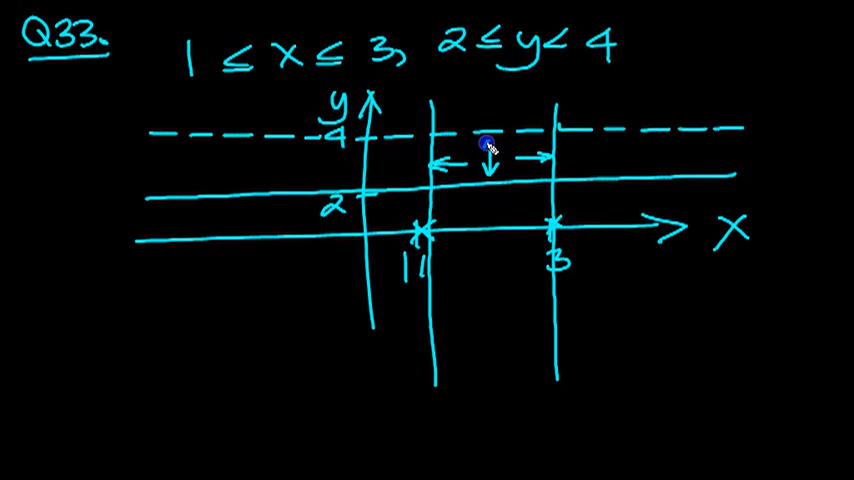 Q33.
1 ≤ x ≤ 3, 2 ≤ y < 4
y
4
2
x
1
3